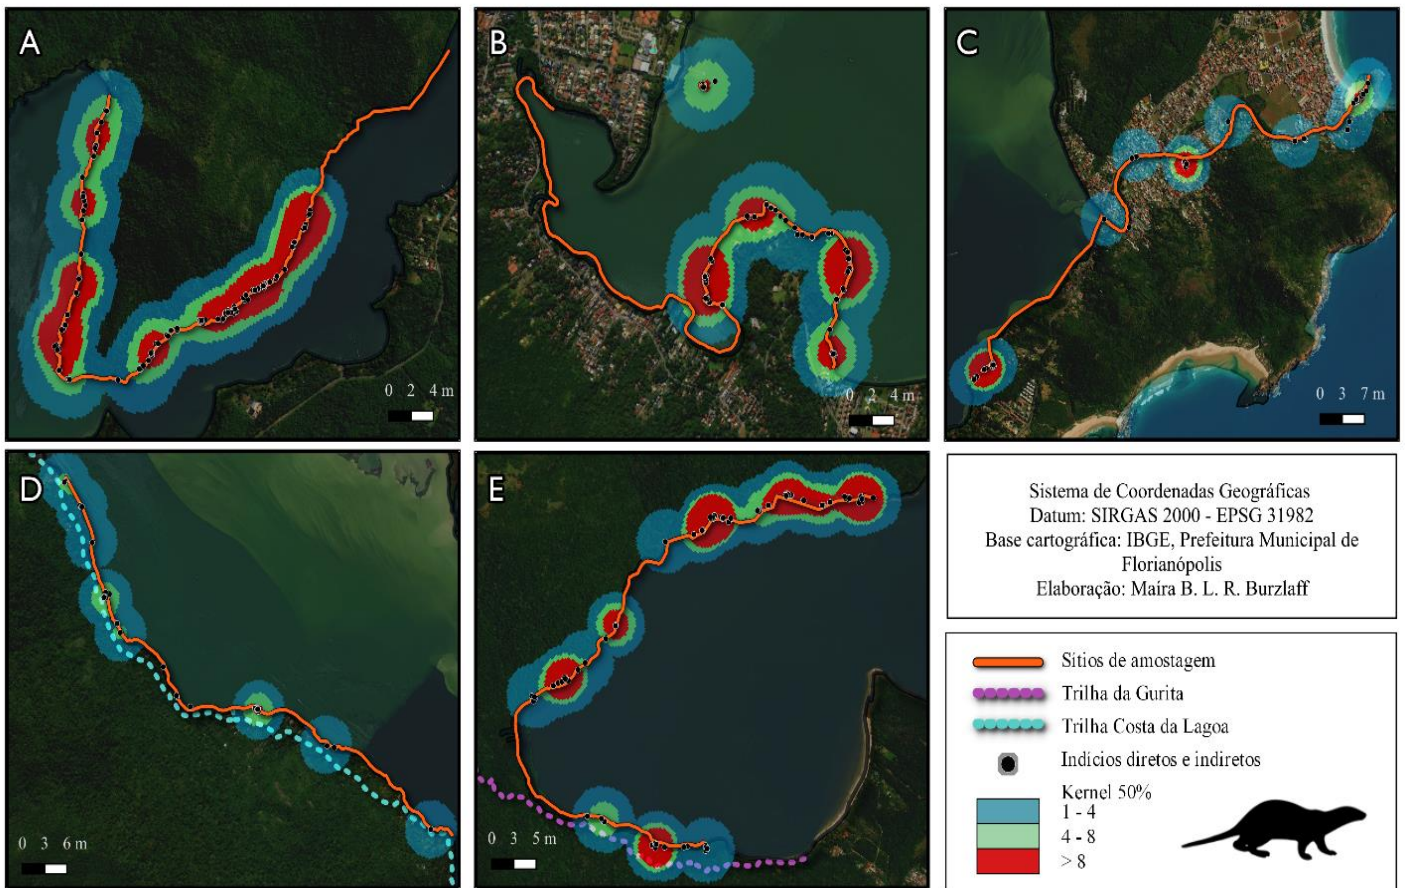 A
B
C
0 2 4 m
0 2 4 m
0 3 7 m
D
E
0 3 6 m
0 3 5 m
Sistema de Coordenadas Geográficas
Datum: SIRGAS 2000 - EPSG 31982
Base cartográfica: IBGE, Prefeitura Municipal de
Florianópolis
Elaboração: Maíra B. L. R. Burzlaff
Sítios de amostagem
Trilha da Gurita
Trilha Costa da Lagoa
Indícios diretos e indiretos
Kernel 50%
1 - 4
4 - 8
> 8